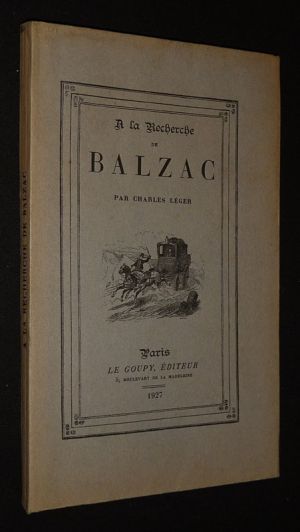 A LA RECHERCHE DE BALZAC
A la Recherche
DE
BALZAC
PAR CHARLES LÉGER
Paris
LE GOUPY, ÉDITEUR
5, BOULEVART DE LA MADELEINE
1927